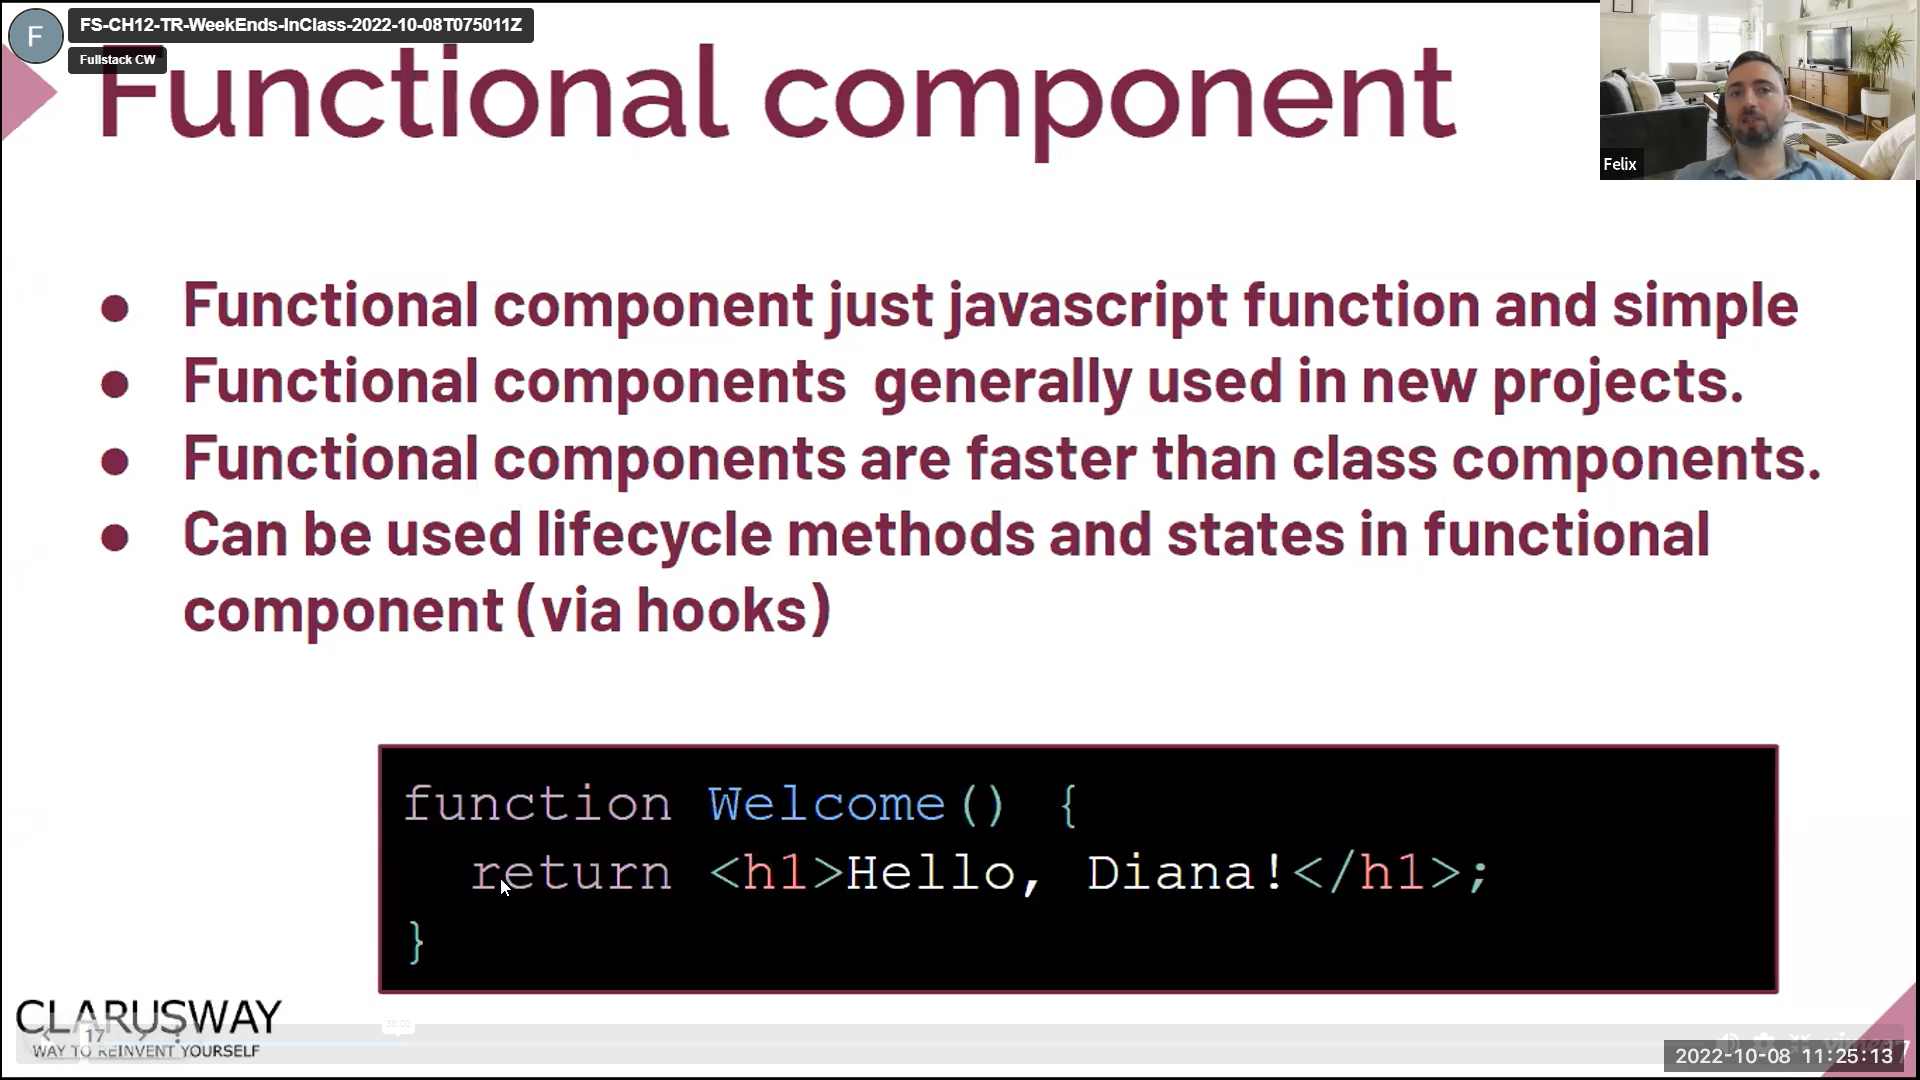 F
FS-CH12-TR-WeekEnds-InClass-2022-10-08T075011Z
Fullstack CW
Functional component
Felix
● Functional component just javascript function and simple
● Functional components generally used in new projects.
● Functional components are faster than class components.
● Can be used lifecycle methods and states in functional
component (via hooks)
function Welcome() {
return <h1>Hello, Diana!</h1>;
}
CLARUSWAY
17
WAY TO REINVENT YOURSELF
2022-10-08 11:25:13